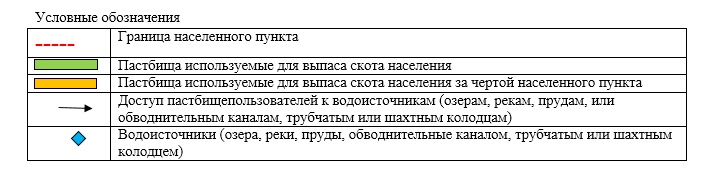 Условные обозначения
Граница населенного пункта
Пастбища используемые для выпаса скота населения
Пастбища используемые для выпаса скота населения за чертой населенного пункта
Доступ пастбищепользователей к водоисточникам (озерам, рекам, прудам, или
обводнительным каналам, трубчатым или шахтным колодцам)
Водоисточники (озера, реки, пруды, обводнительные каналом, трубчатым или шахтным
колодцем)